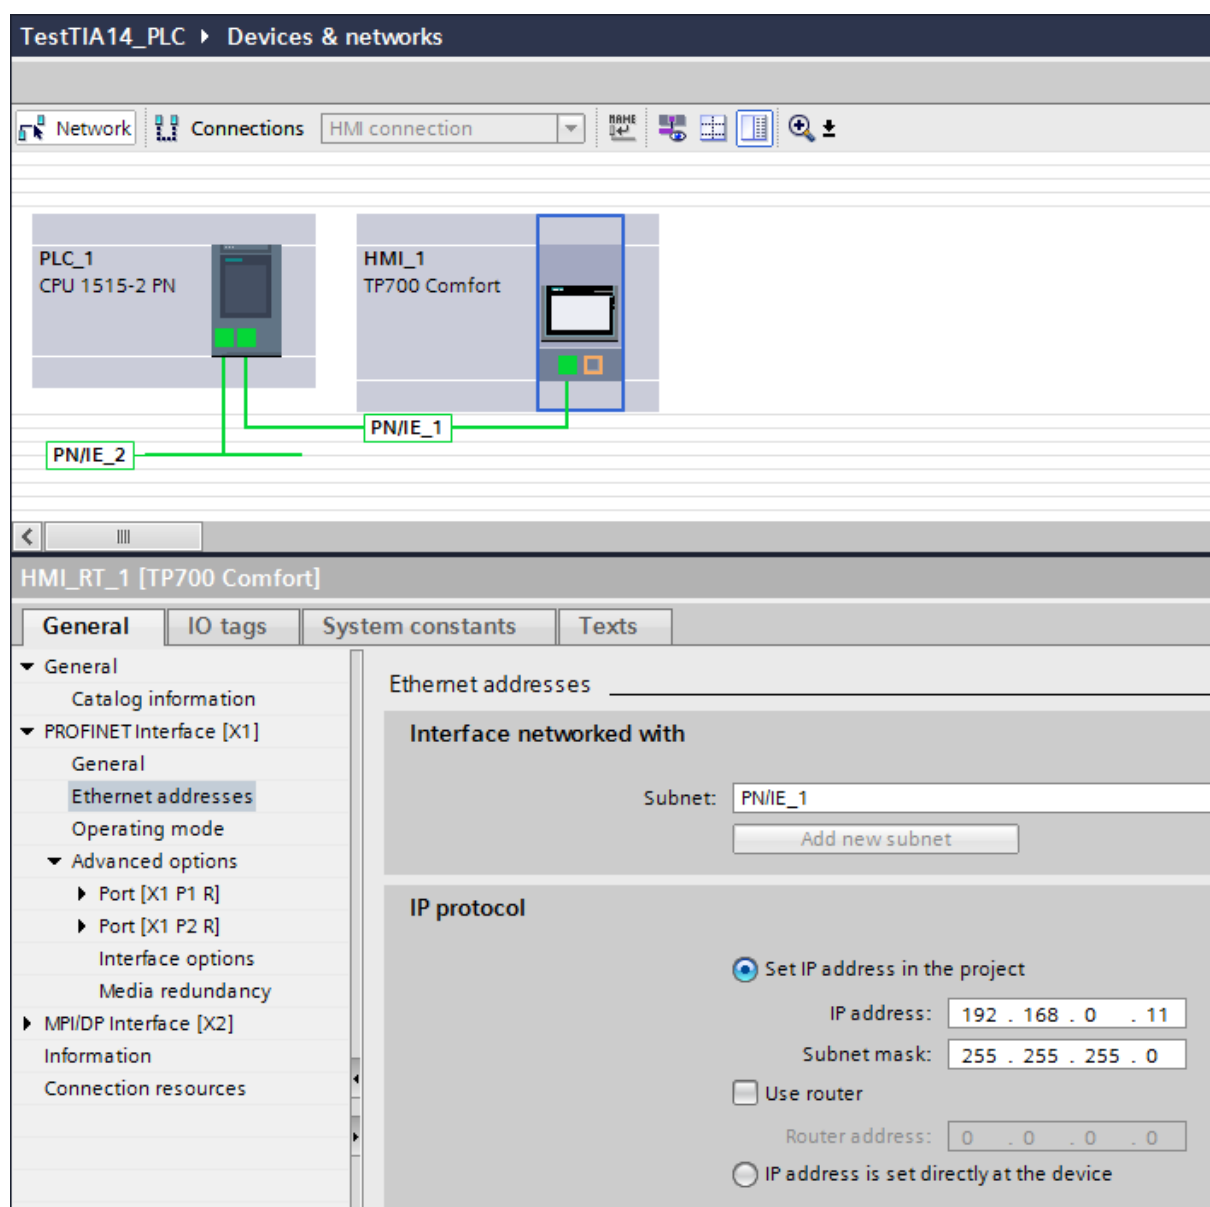 TestTIA14_PLC ▸ Devices & networks
Network Connections HMI connection
NAME
PLC_1
CPU 1515-2 PN
HMI_1
TP700 Comfort
PN/IE_1
PN/IE_2
HMI_RT_1 [TP700 Comfort]
General IO tags System constants Texts
General
Catalog information
PROFINET Interface [X1]
General
Ethernet addresses
Operating mode
Advanced options
Port [X1 P1 R]
Port [X1 P2 R]
Interface options
Media redundancy
MPI/DP Interface [X2]
Information
Connection resources
Ethernet addresses
Interface networked with
Subnet: PN/IE_1
Add new subnet
IP protocol
Set IP address in the project
IP address: 192 . 168 . 0 . 11
Subnet mask: 255 . 255 . 255 . 0
Use router
Router address: 0 . 0 . 0 . 0
IP address is set directly at the device